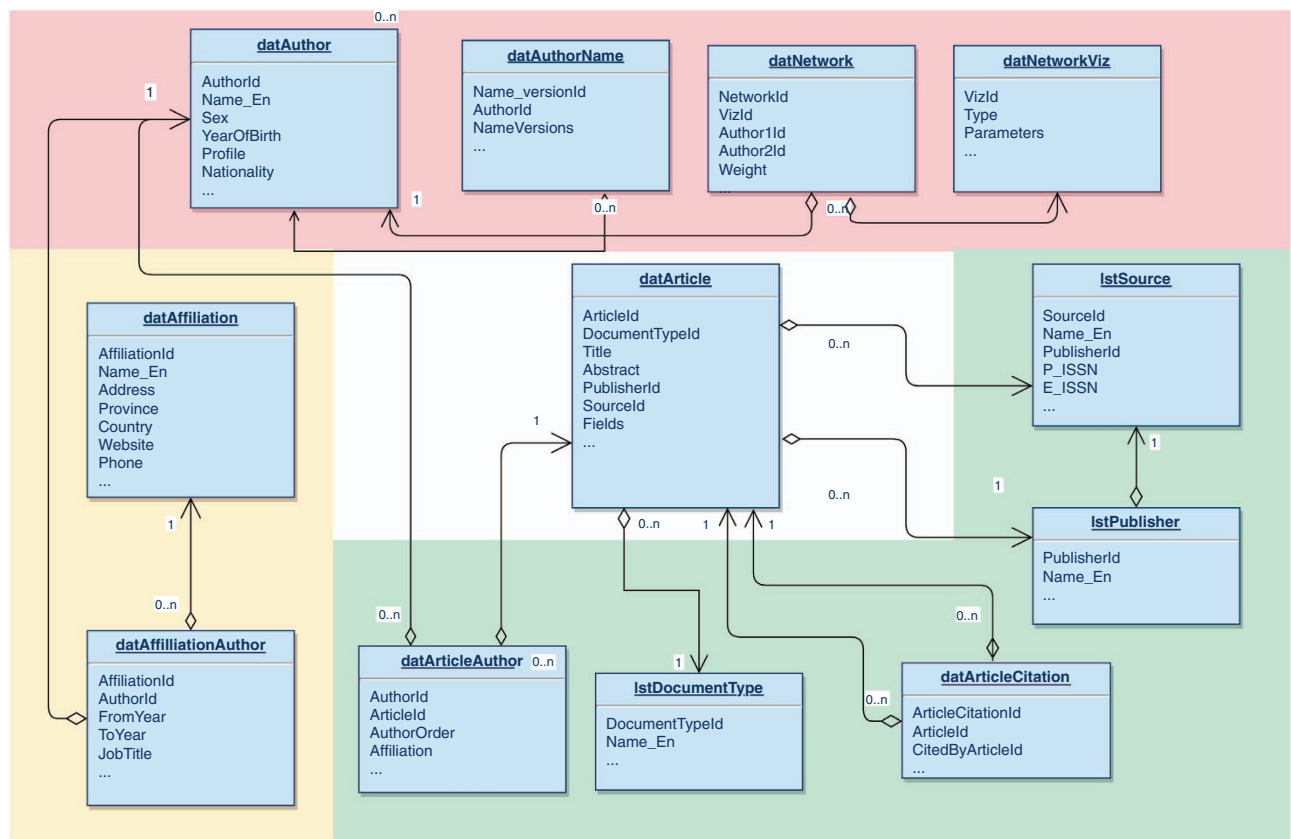 0..n
datAuthor
AuthorId
Name_En
Sex
YearOfBirth
Profile
Nationality
...
1
datAuthorName
Name_versionId
AuthorId
NameVersions
...
datNetwork
NetworkId
VizId
Author1Id
Author2Id
Weight
...
datNetworkViz
VizId
Type
Parameters
...
1
0..n
0..n
datAffiliation
AffiliationId
Name_En
Address
Province
Country
Website
Phone
...
1
0..n
datAffilliationAuthor
AffiliationId
AuthorId
FromYear
ToYear
JobTitle
...
datArticle
ArticleId
DocumentTypeId
Title
Abstract
PublisherId
SourceId
Fields
...
1
0..n
0..n
0..n
1
1
lstSource
SourceId
Name_En
PublisherId
P_ISSN
E_ISSN
...
1
1
lstPublisher
PublisherId
Name_En
...
0..n
datArticleAuthor
0..n
AuthorId
ArticleId
AuthorOrder
Affiliation
...
1
lstDocumentType
DocumentTypeId
Name_En
...
0..n
0..n
datArticleCitation
ArticleCitationId
ArticleId
CitedByArticleId
...